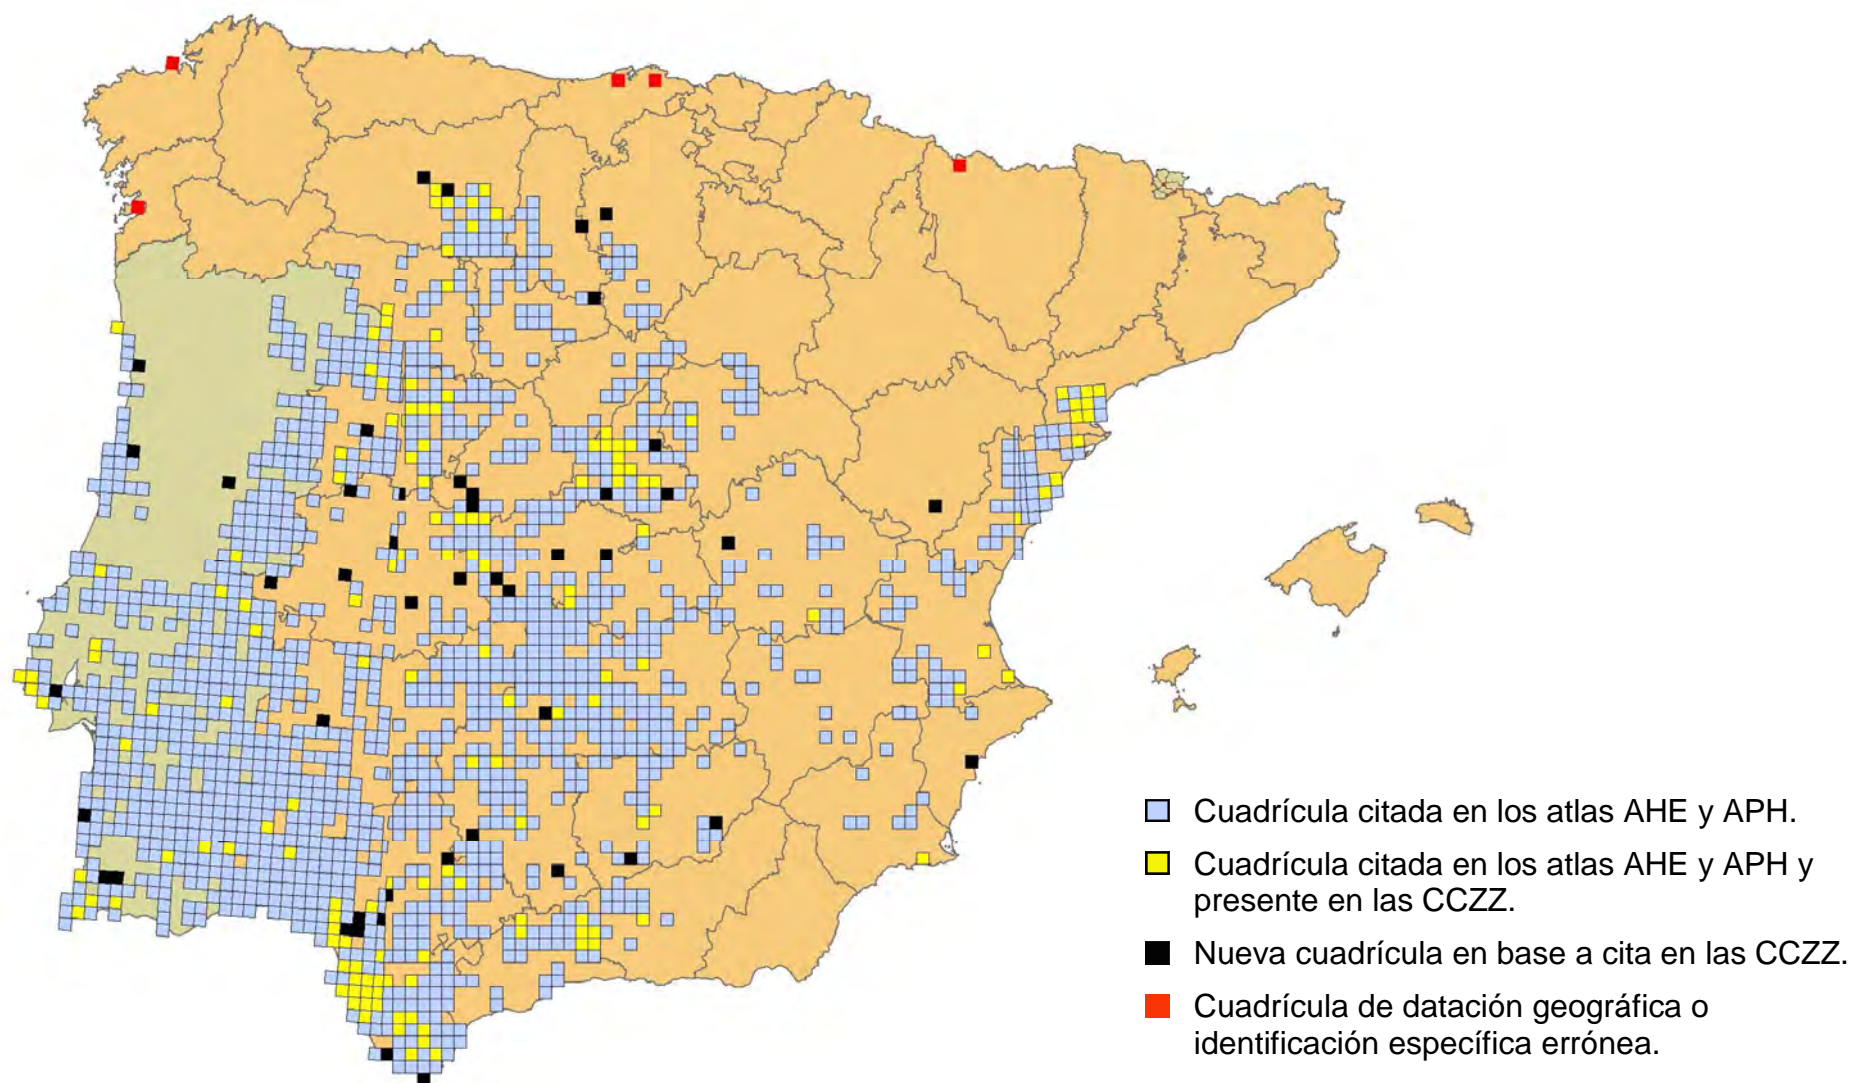 Cuadrícula citada en los atlas AHE y APH.
Cuadrícula citada en los atlas AHE y APH y
presente en las CCZZ.
Nueva cuadrícula en base a cita en las CCZZ.
Cuadrícula de datación geográfica o
identificación específica errónea.